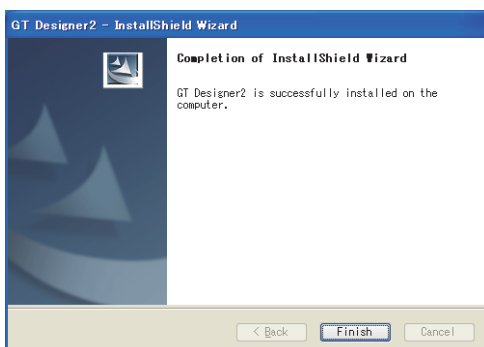 GT Designer2 - InstallShield Wizard
Completion of InstallShield Wizard
GT Designer2 is successfully installed on the
computer.
< Back
Finish
Cancel